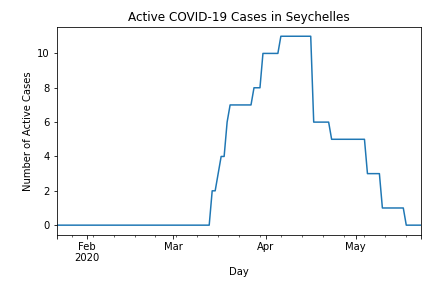 Active COVID-19 Cases in Seychelles
Number of Active Cases
10
8
6
4
2
0
Feb Mar Apr May
2020
Day